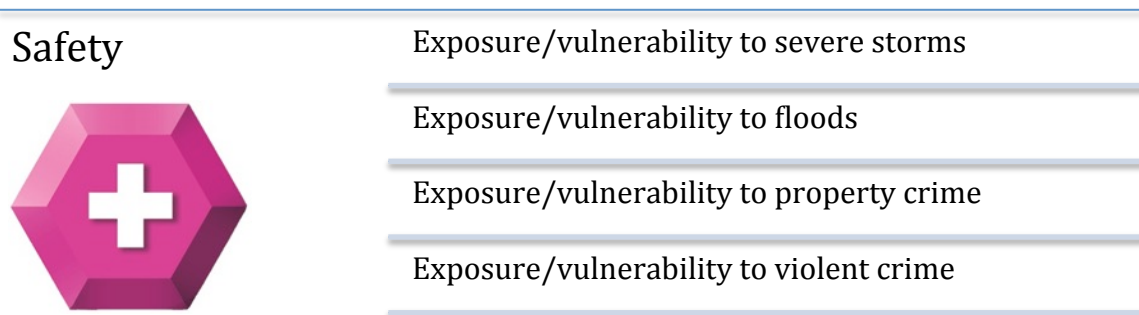 Safety
Exposure/vulnerability to severe storms
Exposure/vulnerability to floods
Exposure/vulnerability to property crime
Exposure/vulnerability to violent crime